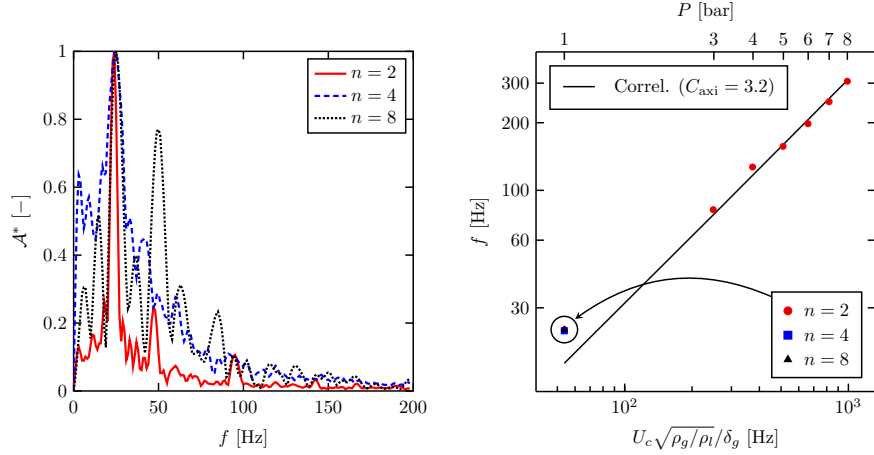 1
0.8
0.6
0.4
0.2
0
0 50 100 150 200
𝒜* [−]
f [Hz]
n = 2
n = 4
n = 8
P [bar]
1 3 4 5 6 7 8
300
200
100
60
30
f [Hz]
Correl. (C_axi = 3.2)
n = 2
n = 4
n = 8
10² 10³
U_c√ρ_g/ρ_l/δ_g [Hz]